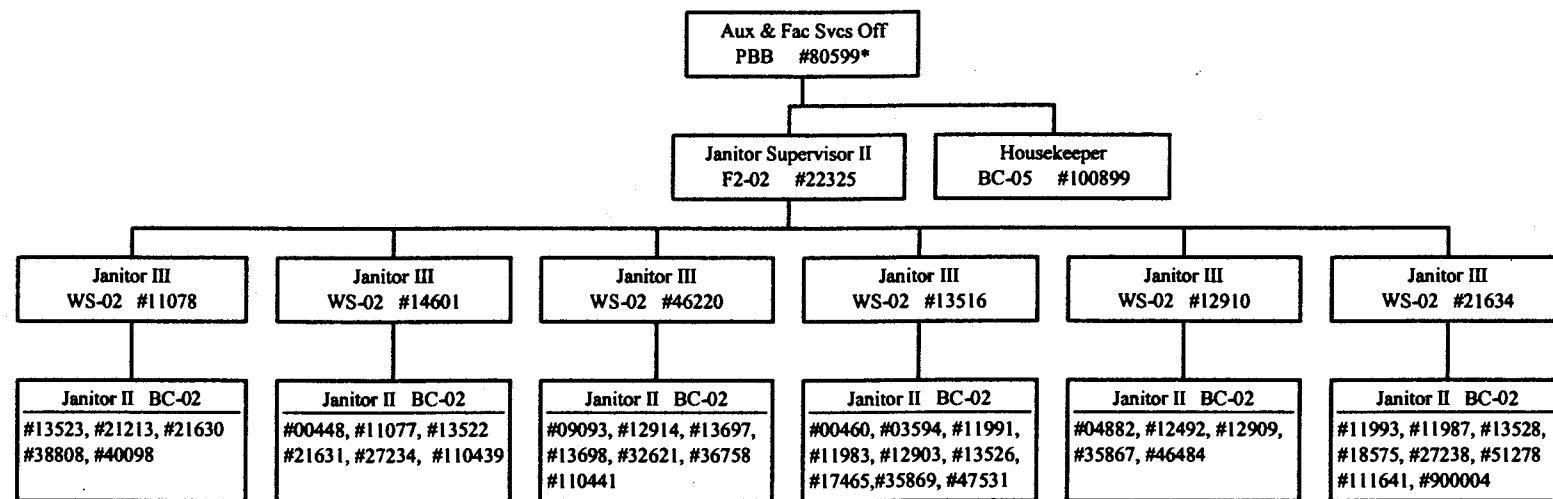 Aux & Fac Svcs Off
PBB #80599*
Janitor Supervisor II
F2-02 #22325
Housekeeper
BC-05 #100899
Janitor III
WS-02 #11078
Janitor III
WS-02 #14601
Janitor III
WS-02 #46220
Janitor III
WS-02 #13516
Janitor III
WS-02 #12910
Janitor III
WS-02 #21634
Janitor II BC-02
#13523, #21213, #21630
#38808, #40098
Janitor II BC-02
#00448, #11077, #13522
#21631, #27234, #110439
Janitor II BC-02
#09093, #12914, #13697,
#13698, #32621, #36758
#110441
Janitor II BC-02
#00460, #03594, #11991,
#11983, #12903, #13526,
#17465,#35869, #47531
Janitor II BC-02
#04882, #12492, #12909,
#35867, #46484
Janitor II BC-02
#11993, #11987, #13528,
#18575, #27238, #51278
#111641, #900004